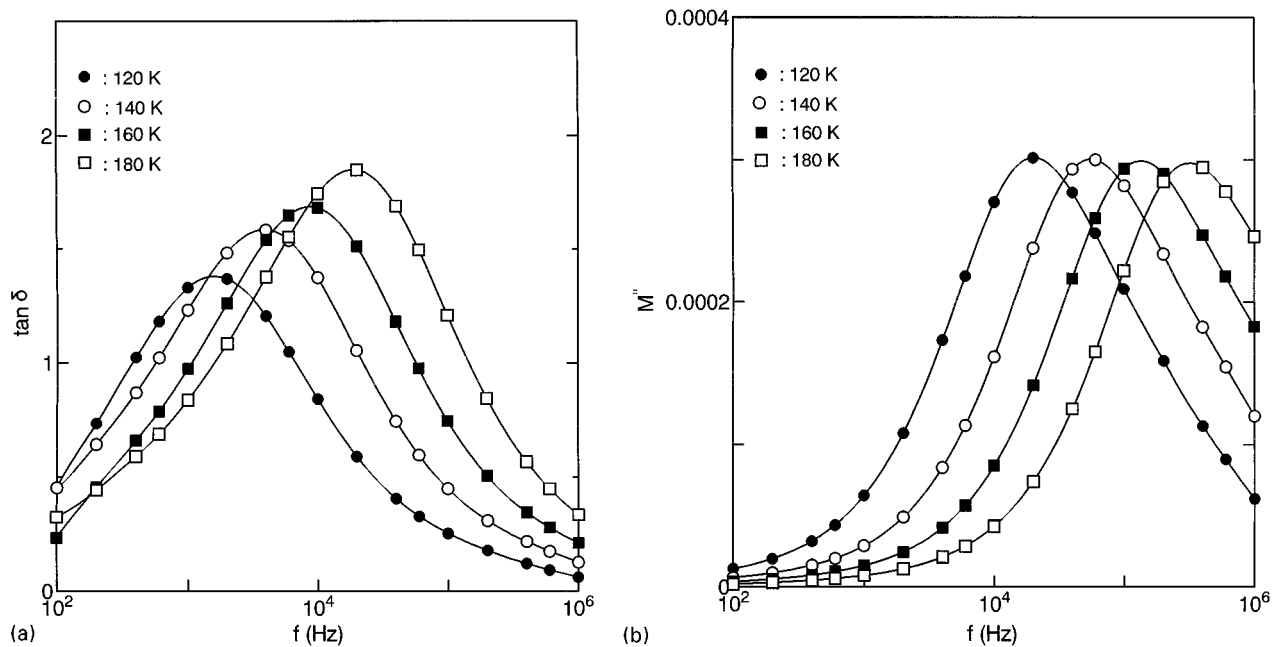 ● : 120 K
○ : 140 K
■ : 160 K
□ : 180 K
2
1
0
tan δ
10²
10⁴
10⁶
f (Hz)
(a)
0.0004
● : 120 K
○ : 140 K
■ : 160 K
□ : 180 K
0.0002
0
M''
10²
10⁴
10⁶
f (Hz)
(b)